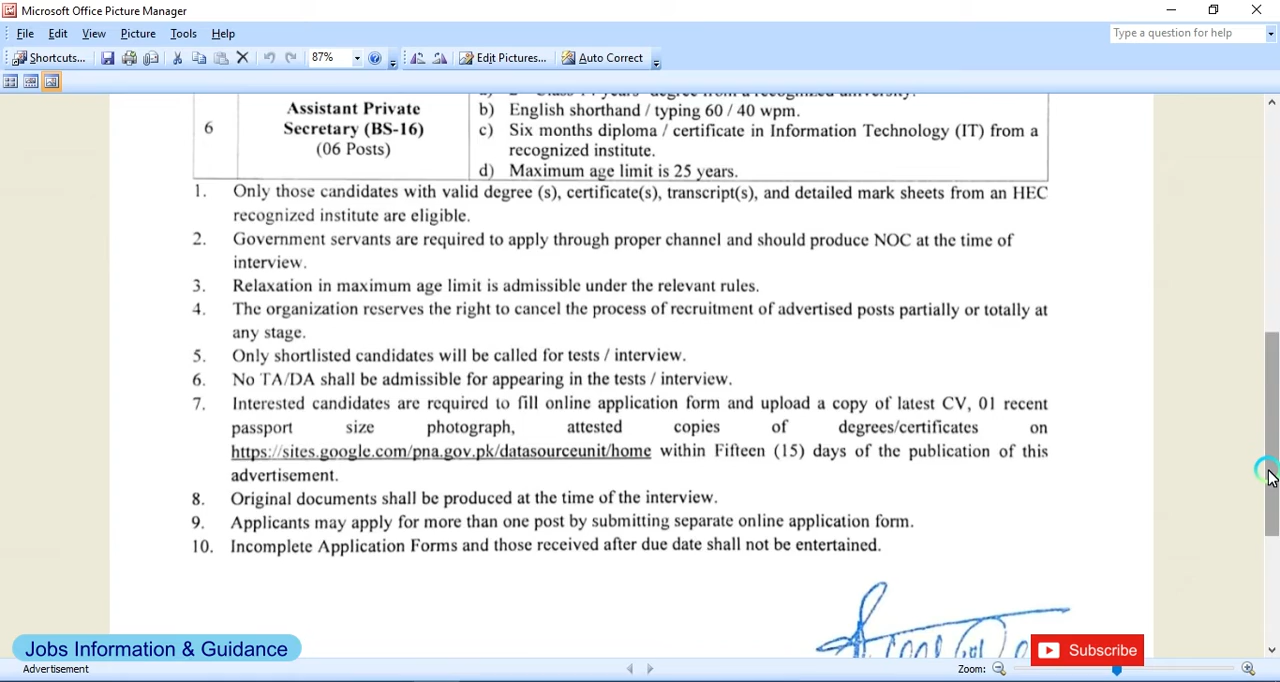 Microsoft Office Picture Manager
File Edit View Picture Tools Help
Type a question for help
Shortcuts... 87% Edit Pictures... Auto Correct
6
Assistant Private
Secretary (BS-16)
(06 Posts)
b) English shorthand / typing 60 / 40 wpm.
c) Six months diploma / certificate in Information Technology (IT) from a
recognized institute.
d) Maximum age limit is 25 years.
1. Only those candidates with valid degree (s), certificate(s), transcript(s), and detailed mark sheets from an HEC
recognized institute are eligible.
2. Government servants are required to apply through proper channel and should produce NOC at the time of
interview.
3. Relaxation in maximum age limit is admissible under the relevant rules.
4. The organization reserves the right to cancel the process of recruitment of advertised posts partially or totally at
any stage.
5. Only shortlisted candidates will be called for tests / interview.
6. No TA/DA shall be admissible for appearing in the tests / interview.
7. Interested candidates are required to fill online application form and upload a copy of latest CV, 01 recent
passport size photograph, attested copies of degrees/certificates on
https://sites.google.com/pna.gov.pk/datasourceunit/home within Fifteen (15) days of the publication of this
advertisement.
8. Original documents shall be produced at the time of the interview.
9. Applicants may apply for more than one post by submitting separate online application form.
10. Incomplete Application Forms and those received after due date shall not be entertained.
Jobs Information & Guidance
Subscribe
Advertisement
Zoom: